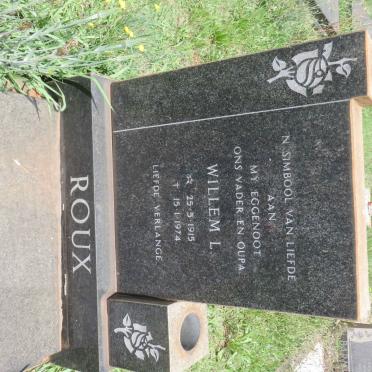 'N SIMBOOL VAN LIEFDE
AAN
MY EGGENOOT
ONS VADER EN OUPA
WILLEM L.
☆ 25·5·1915
† 15·1·1974
LIEFDE VERLANGE
ROUX